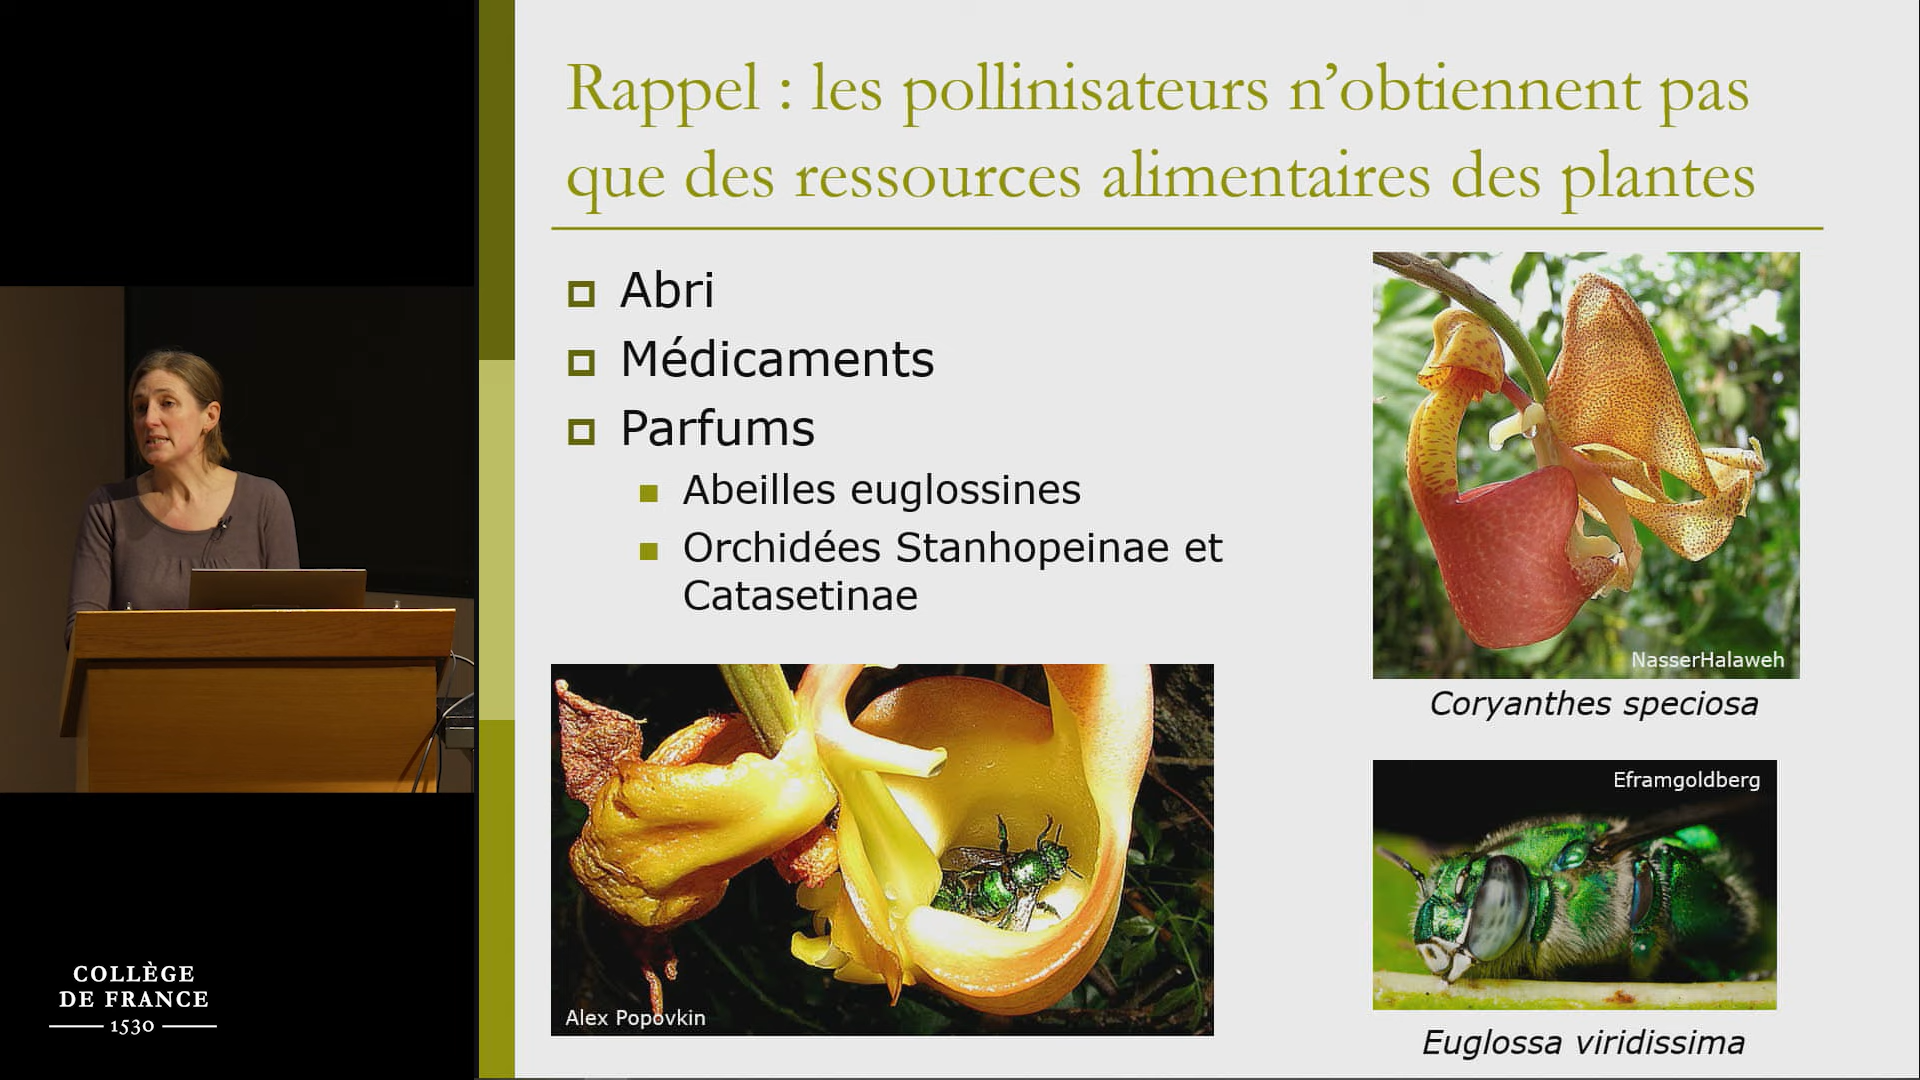 Rappel : les pollinisateurs n’obtiennent pas
que des ressources alimentaires des plantes
Abri
Médicaments
Parfums
Abeilles euglossines
Orchidées Stanhopeinae et
Catasetinae
NasserHalaweh
Coryanthes speciosa
Alex Popovkin
Eframgoldberg
Euglossa viridissima
COLLÈGE
DE FRANCE
1530